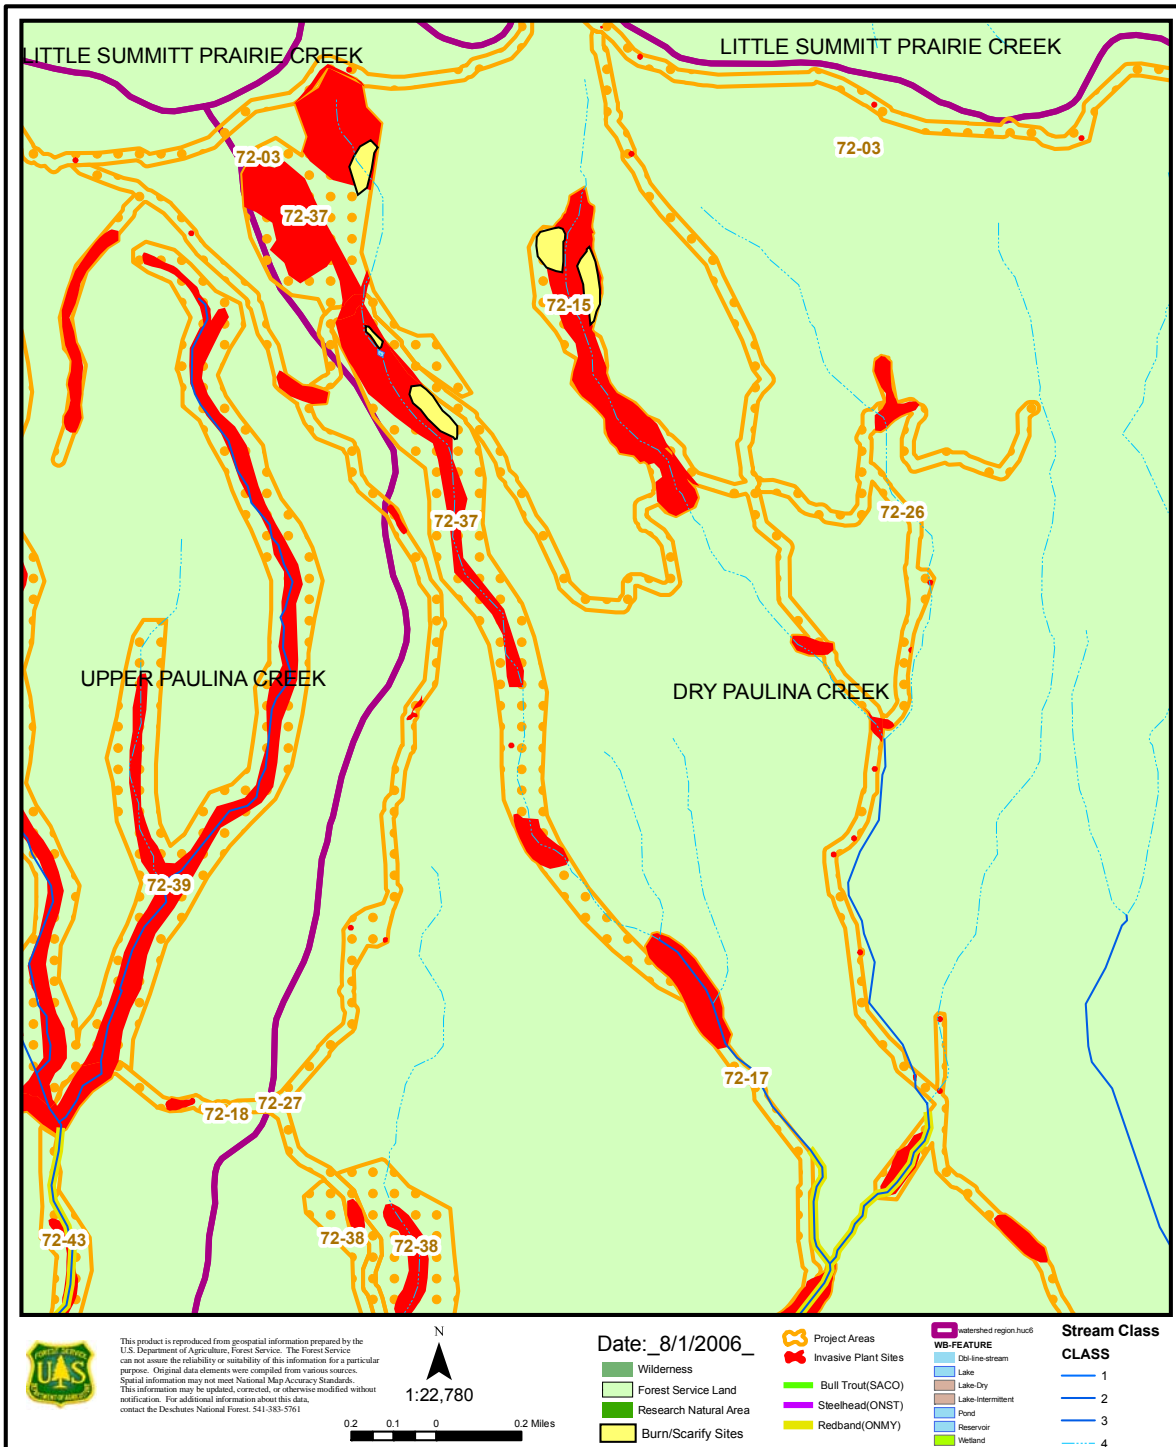 LITTLE SUMMITT PRAIRIE CREEK
LITTLE SUMMITT PRAIRIE CREEK
72-03
72-03
72-37
72-15
72-26
72-37
UPPER PAULINA CREEK
DRY PAULINA CREEK
72-39
72-17
72-18
72-27
72-43
72-38
72-38
FOREST SERVICE
U S
DEPARTMENT OF AGRICULTURE
This product is reproduced from geospatial information prepared by the
U.S. Department of Agriculture, Forest Service. The Forest Service
can not assure the reliability or suitability of this information for a particular
purpose. Original data elements were compiled from various sources.
Spatial information may not meet National Map Accuracy Standards.
This information may be updated, corrected, or otherwise modified without
notification. For additional information about this data,
contact the Deschutes National Forest. 541-383-5761
N
1:22,780
0.2 0.1 0 0.2 Miles
Date:_8/1/2006_
Wilderness
Forest Service Land
Research Natural Area
Burn/Scarify Sites
Project Areas
Invasive Plant Sites
Bull Trout(SACO)
Steelhead(ONST)
Redband(ONMY)
watershed region.huc6
WB-FEATURE
Dbl-line-stream
Lake
Lake-Dry
Lake-Intermittent
Pond
Reservoir
Wetland
Stream Class
CLASS
1
2
3
4